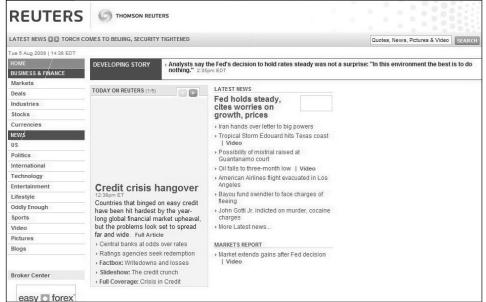 REUTERS
THOMSON REUTERS
LATEST NEWS TORCH COMES TO BEIJING, SECURITY TIGHTENED
Quotes, News, Pictures & Video SEARCH
Tue 5 Aug 2008 | 14:38 EDT
HOME
BUSINESS & FINANCE
Markets
Deals
Industries
Stocks
Currencies
NEWS
US
Politics
International
Technology
Entertainment
Lifestyle
Oddly Enough
Sports
Video
Pictures
Blogs
Broker Center
easy forex
DEVELOPING STORY
Analysts say the Fed's decision to hold rates steady was not a surprise: "In this environment the best is to do
nothing." 2:35pm EDT
TODAY ON REUTERS (1/5)
Credit crisis hangover
12:38pm ET
Countries that binged on easy credit
have been hit hardest by the year-
long global financial market upheaval,
but the problems look set to spread
far and wide. Full Article
Central banks at odds over rates
Ratings agencies seek redemption
Factbox: Writedowns and losses
Slideshow: The credit crunch
Full Coverage: Crisis in Credit
LATEST NEWS
Fed holds steady,
cites worries on
growth, prices
Iran hands over letter to big powers
Tropical Storm Edouard hits Texas coast
| Video
Possibility of mistrial raised at
Guantanamo court
Oil falls to three-month low | Video
American Airlines flight evacuated in Los
Angeles
Bayou fund swindler to face charges of
fleeing
John Gotti Jr. indicted on murder, cocaine
charges
More Latest news...
MARKETS REPORT
Market extends gains after Fed decision
| Video